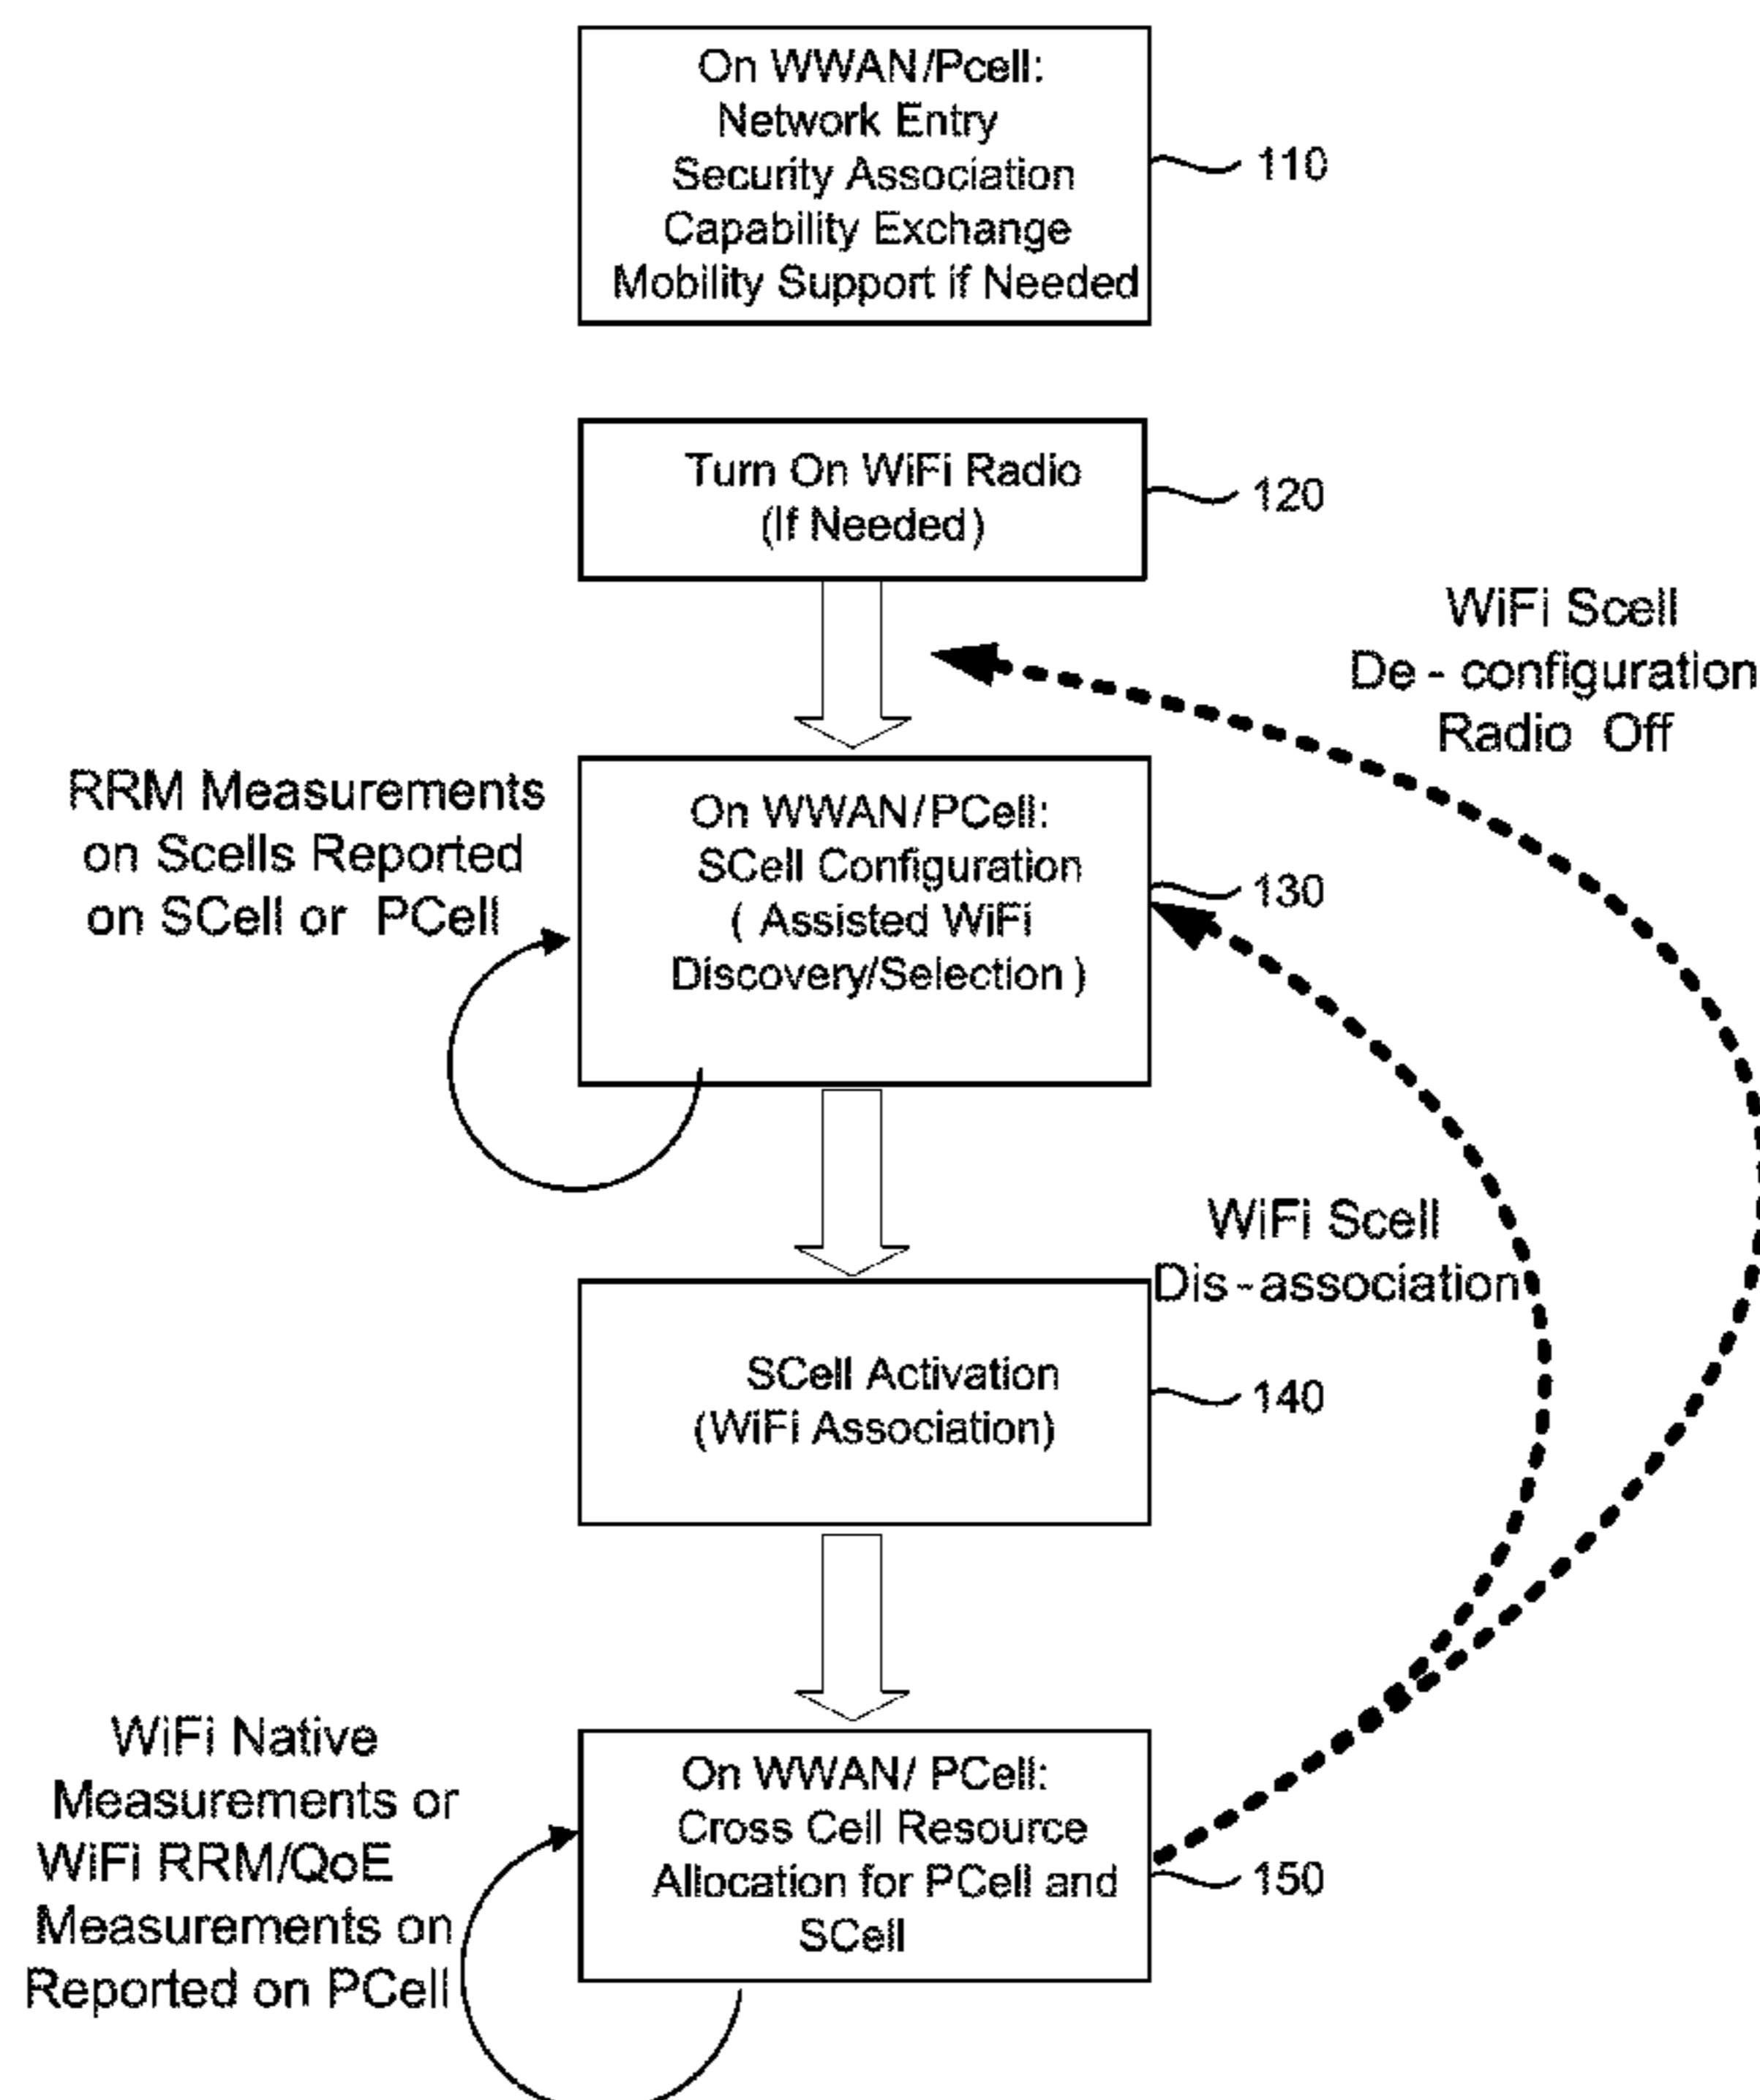 On WWAN/Pcell:
Network Entry
Security Association
Capability Exchange
Mobility Support if Needed
110
Turn On WiFi Radio
(If Needed)
120
WiFi Scell
De - configuration
Radio Off
RRM Measurements
on Scells Reported
on SCell or PCell
On WWAN/PCell:
SCell Configuration
( Assisted WiFi
Discovery/Selection )
130
WiFi Scell
Dis - association
SCell Activation
(WiFi Association)
140
WiFi Native
Measurements or
WiFi RRM/QoE
Measurements on
Reported on PCell
On WWAN/ PCell:
Cross Cell Resource
Allocation for PCell and
SCell
150